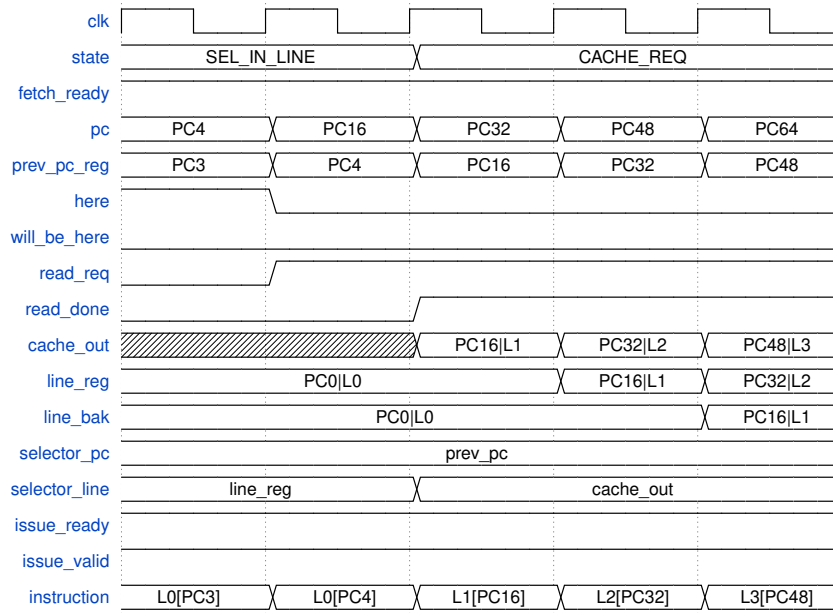 clk
state SEL_IN_LINE CACHE_REQ
fetch_ready
pc PC4 PC16 PC32 PC48 PC64
prev_pc_reg PC3 PC4 PC16 PC32 PC48
here
will_be_here
read_req
read_done
cache_out PC16|L1 PC32|L2 PC48|L3
line_reg PC0|L0 PC16|L1 PC32|L2
line_bak PC0|L0 PC16|L1
selector_pc prev_pc
selector_line line_reg cache_out
issue_ready
issue_valid
instruction L0[PC3] L0[PC4] L1[PC16] L2[PC32] L3[PC48]